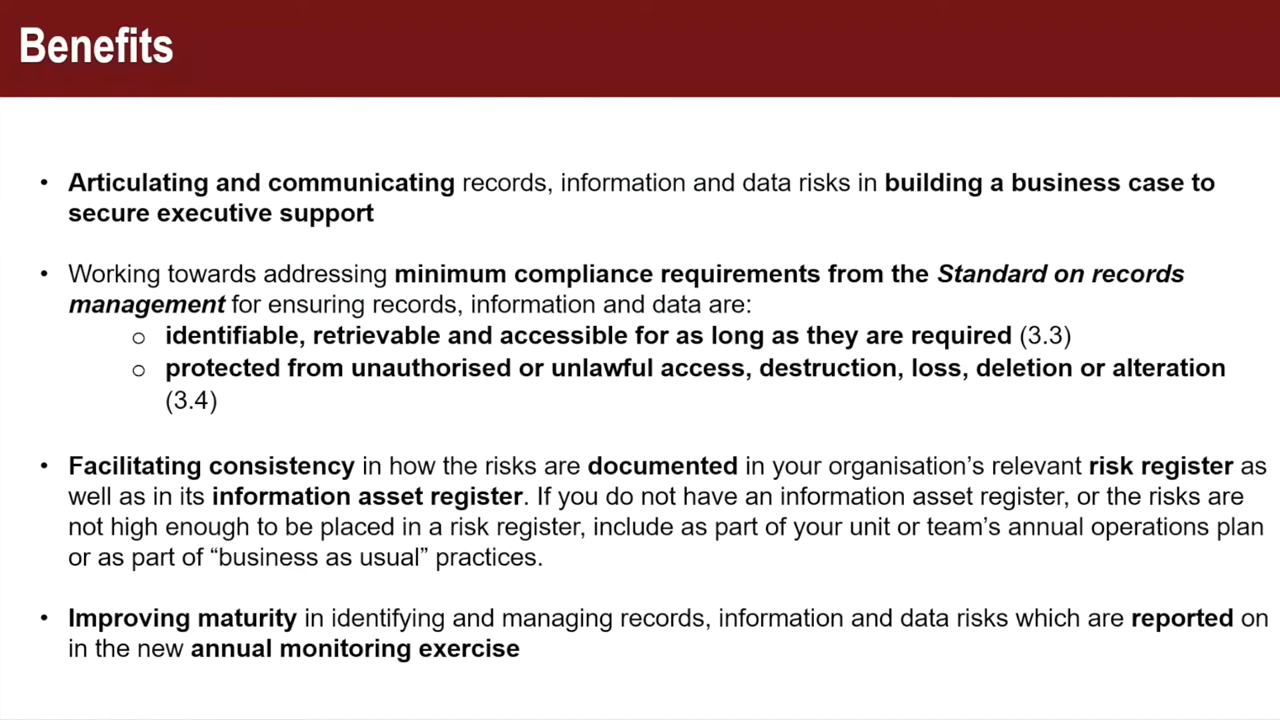 Benefits
• Articulating and communicating records, information and data risks in building a business case to
secure executive support
• Working towards addressing minimum compliance requirements from the Standard on records
management for ensuring records, information and data are:
o identifiable, retrievable and accessible for as long as they are required (3.3)
o protected from unauthorised or unlawful access, destruction, loss, deletion or alteration
(3.4)
• Facilitating consistency in how the risks are documented in your organisation’s relevant risk register as
well as in its information asset register. If you do not have an information asset register, or the risks are
not high enough to be placed in a risk register, include as part of your unit or team’s annual operations plan
or as part of “business as usual” practices.
• Improving maturity in identifying and managing records, information and data risks which are reported on
in the new annual monitoring exercise